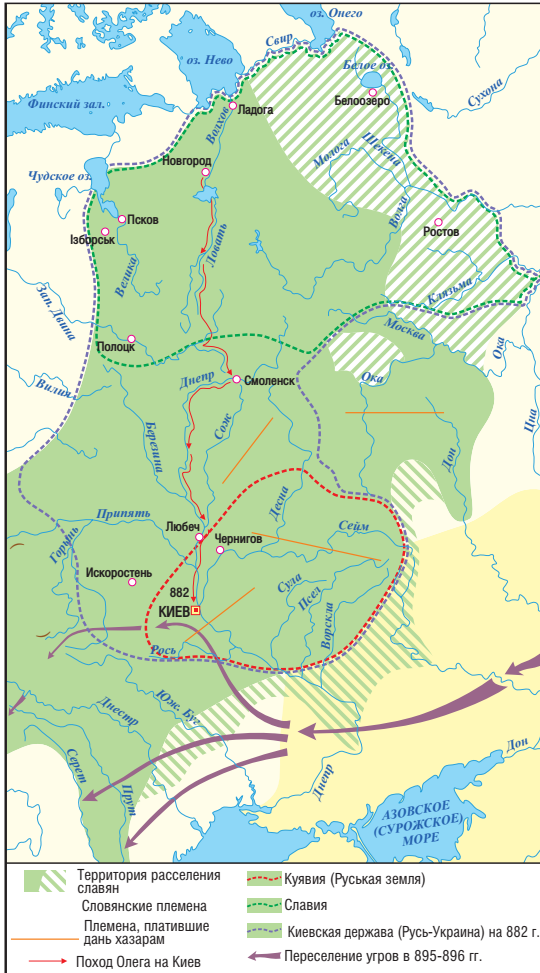 оз. Онего
Свир
оз. Нево
Белое оз.
Финский зал.
Белоозеро
Сухона
Ладога
Волхов
Молога
Шексна
Новгород
Чудское оз.
Волга
Псков
Ростов
Ізборськ
Ловать
Велика
Клязьма
Зап. Двина
Москва
Полоцк
Ока
Ока
Днепр
Смоленск
Вилия
Цна
Березина
Сож
Дон
Десна
Припять
Любеч
Сейм
Чернигов
Горынь
Искоростень
882
Сула
Псел
КИЕВ
Ворскла
Рось
Юж. Буг
Днестр
Дон
Серет
Прут
Днепр
АЗОВСКОЕ
(СУРОЖСКОЕ)
МОРЕ
Территория расселения
славян
Словянские племена
Племена, платившие
дань хазарам
Поход Олега на Киев
Куявия (Руськая земля)
Славия
Киевская держава (Русь-Украина) на 882 г.
Переселение угров в 895-896 гг.